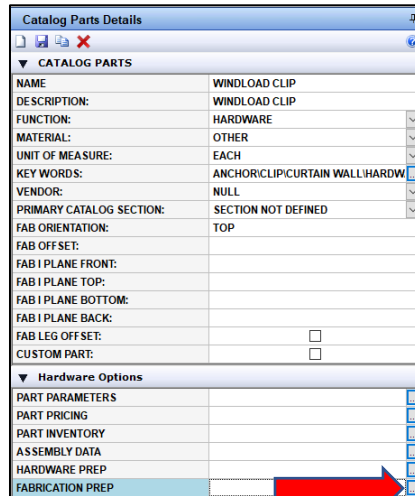 Catalog Parts Details
CATALOG PARTS
NAME WINDLOAD CLIP
DESCRIPTION: WINDLOAD CLIP
FUNCTION: HARDWARE
MATERIAL: OTHER
UNIT OF MEASURE: EACH
KEY WORDS: ANCHOR\CLIP\CURTAIN WALL\HARDW...
VENDOR: NULL
PRIMARY CATALOG SECTION: SECTION NOT DEFINED
FAB ORIENTATION: TOP
FAB OFFSET:
FAB I PLANE FRONT:
FAB I PLANE TOP:
FAB I PLANE BOTTOM:
FAB I PLANE BACK:
FAB LEG OFFSET:
CUSTOM PART:
Hardware Options
PART PARAMETERS ...
PART PRICING ...
PART INVENTORY ...
ASSEMBLY DATA ...
HARDWARE PREP ...
FABRICATION PREP ...